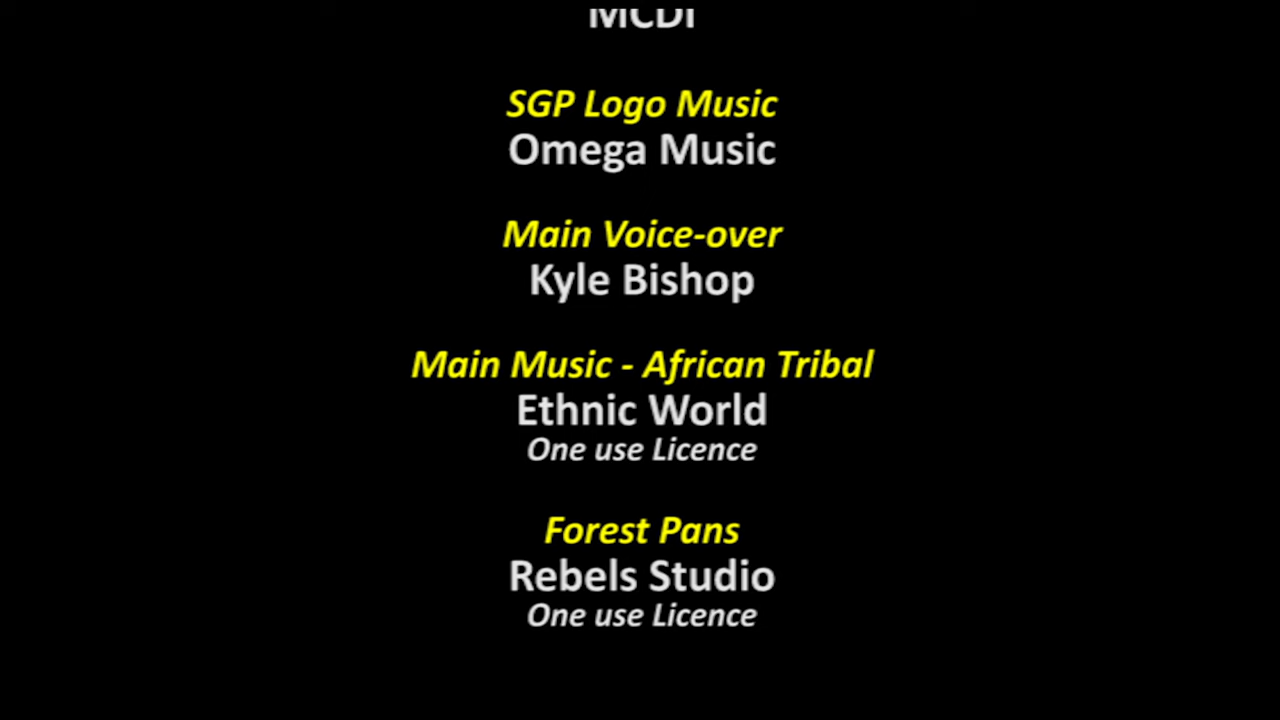 MCDI
SGP Logo Music
Omega Music
Main Voice-over
Kyle Bishop
Main Music - African Tribal
Ethnic World
One use Licence
Forest Pans
Rebels Studio
One use Licence